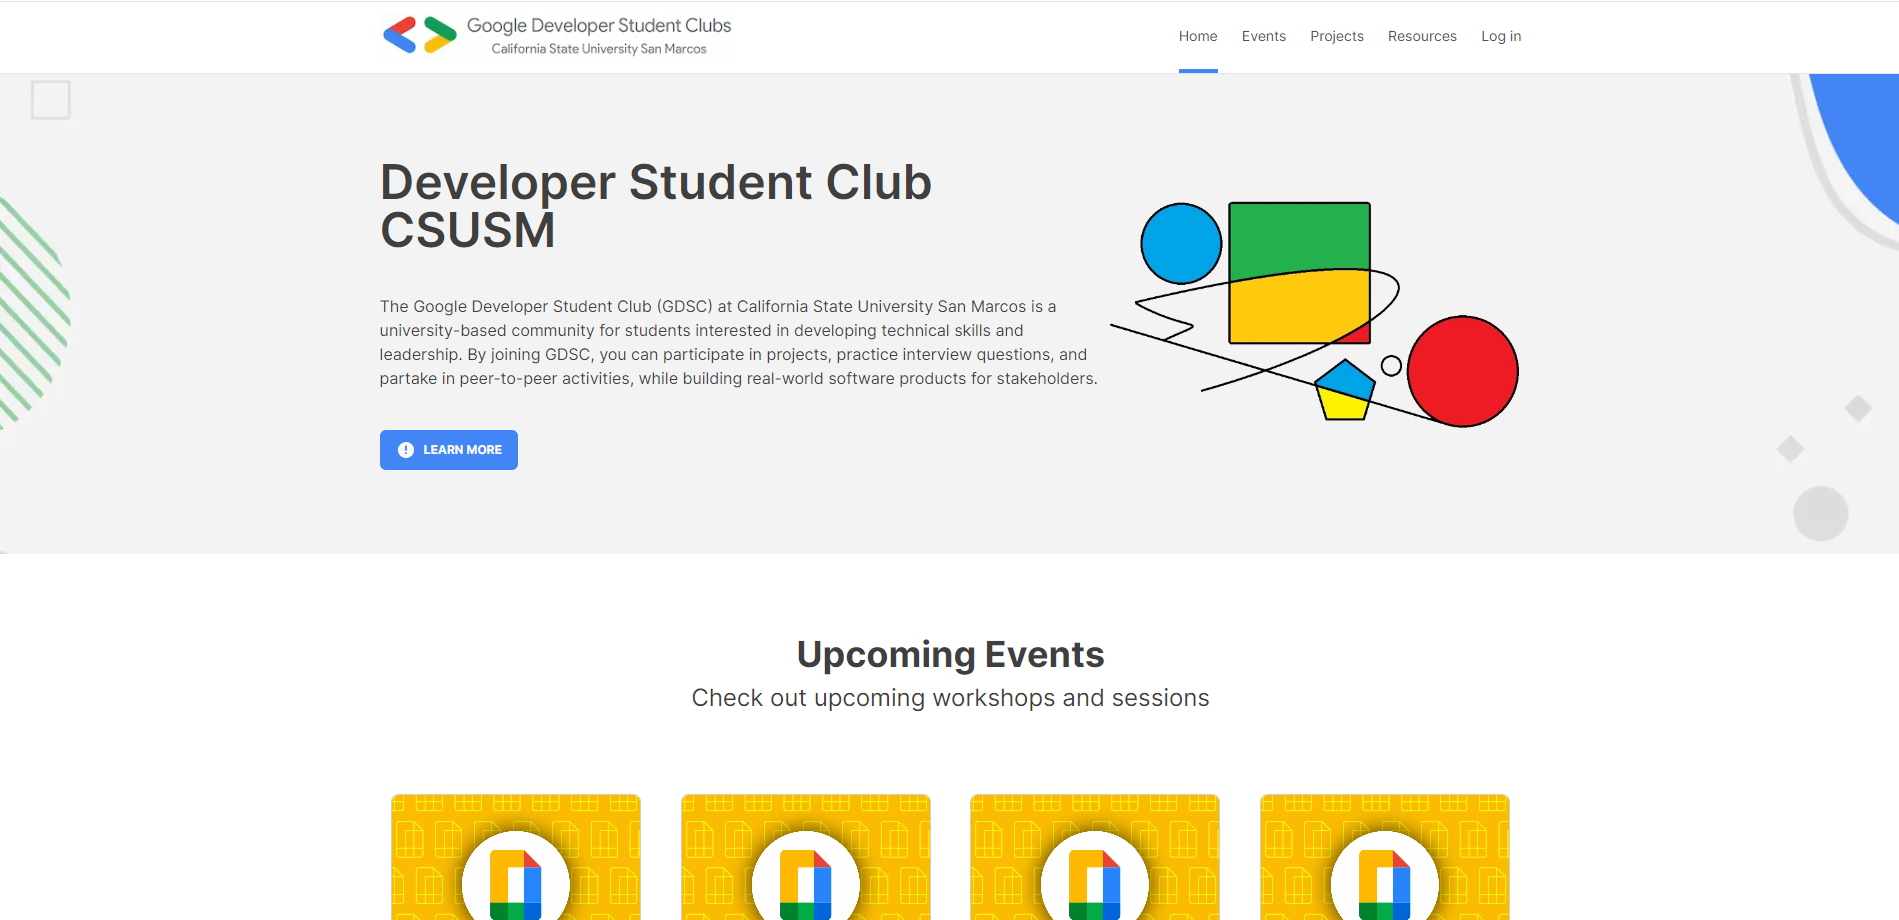 Google Developer Student Clubs
California State University San Marcos
Home Events Projects Resources Log in
Developer Student Club
CSUSM
The Google Developer Student Club (GDSC) at California State University San Marcos is a
university-based community for students interested in developing technical skills and
leadership. By joining GDSC, you can participate in projects, practice interview questions, and
partake in peer-to-peer activities, while building real-world software products for stakeholders.
LEARN MORE
Upcoming Events
Check out upcoming workshops and sessions